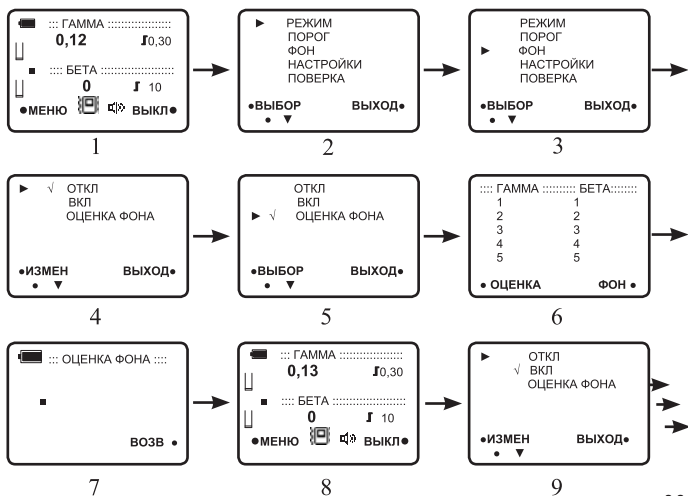 ::: ГАММА :::::::::::::::::::
0,12 0,30
::: БЕТА ::::::::::::::::::::::
0 10
●МЕНЮ ВЫКЛ●
1
► РЕЖИМ
ПОРОГ
ФОН
НАСТРОЙКИ
ПОВЕРКА
●ВЫБОР ВЫХОД●
● ▼
2
РЕЖИМ
ПОРОГ
► ФОН
НАСТРОЙКИ
ПОВЕРКА
●ВЫБОР ВЫХОД●
● ▼
3
► √ ОТКЛ
ВКЛ
ОЦЕНКА ФОНА
●ИЗМЕН ВЫХОД●
● ▼
4
ОТКЛ
ВКЛ
► √ ОЦЕНКА ФОНА
●ВЫБОР ВЫХОД●
● ▼
5
:::: ГАММА :::::::::: БЕТА::::::::
1 1
2 2
3 3
4 4
5 5
● ОЦЕНКА ФОН ●
6
::: ОЦЕНКА ФОНА ::::
ВОЗВ ●
7
::: ГАММА :::::::::::::::::::
0,13 0,30
:::: БЕТА ::::::::::::::::::::::
0 10
●МЕНЮ ВЫКЛ●
8
► ОТКЛ
√ ВКЛ
ОЦЕНКА ФОНА
●ИЗМЕН ВЫХОД●
● ▼
9